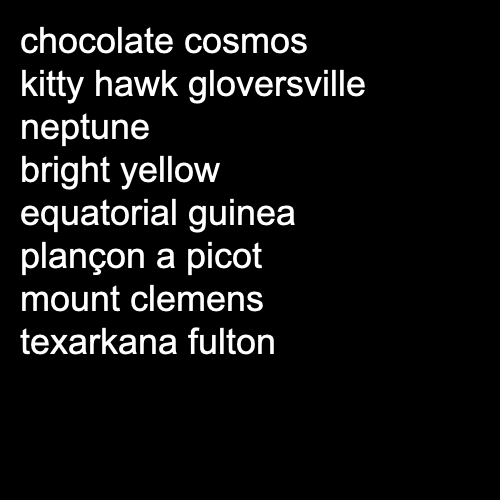 chocolate cosmos
kitty hawk gloversville
neptune
bright yellow
equatorial guinea
plançon a picot
mount clemens
texarkana fulton